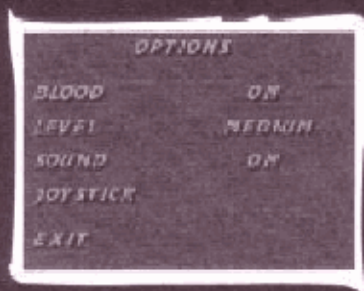 OPTIONS
BLOOD ON
LEVEL MEDIUM
SOUND ON
JOYSTICK
EXIT